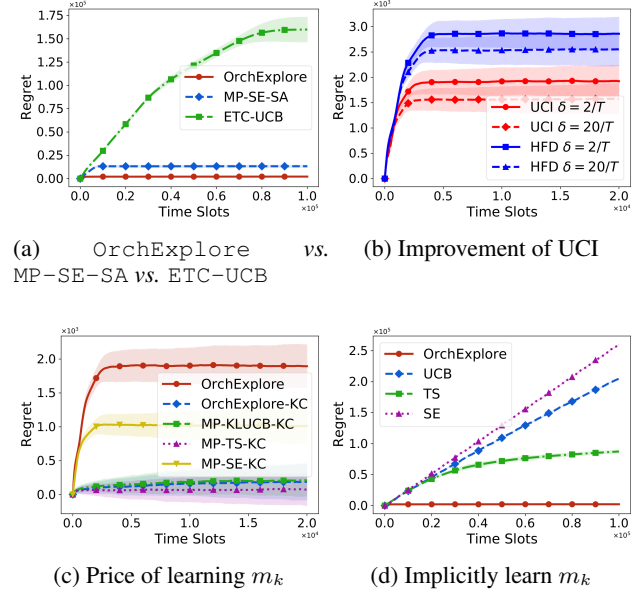 ×10⁵
1.75
1.50
1.25
1.00
0.75
0.50
0.25
0.00
Regret
OrchExplore
MP-SE-SA
ETC-UCB
0.0 0.2 0.4 0.6 0.8 1.0
Time Slots
×10⁵
×10³
3.0
2.5
2.0
1.5
1.0
0.5
0.0
Regret
UCI δ = 2/T
UCI δ = 20/T
HFD δ = 2/T
HFD δ = 20/T
0.0 0.5 1.0 1.5 2.0
Time Slots
×10⁴
(a) OrchExplore vs.
MP-SE-SA vs. ETC-UCB
(b) Improvement of UCI
×10³
2.0
1.5
1.0
0.5
0.0
Regret
OrchExplore
OrchExplore-KC
MP-KLUCB-KC
MP-TS-KC
MP-SE-KC
0.0 0.5 1.0 1.5 2.0
Time Slots
×10⁴
(c) Price of learning mₖ
×10⁵
2.5
2.0
1.5
1.0
0.5
0.0
Regret
OrchExplore
UCB
TS
SE
0.0 0.2 0.4 0.6 0.8 1.0
Time Slots
×10⁵
(d) Implicitly learn mₖ